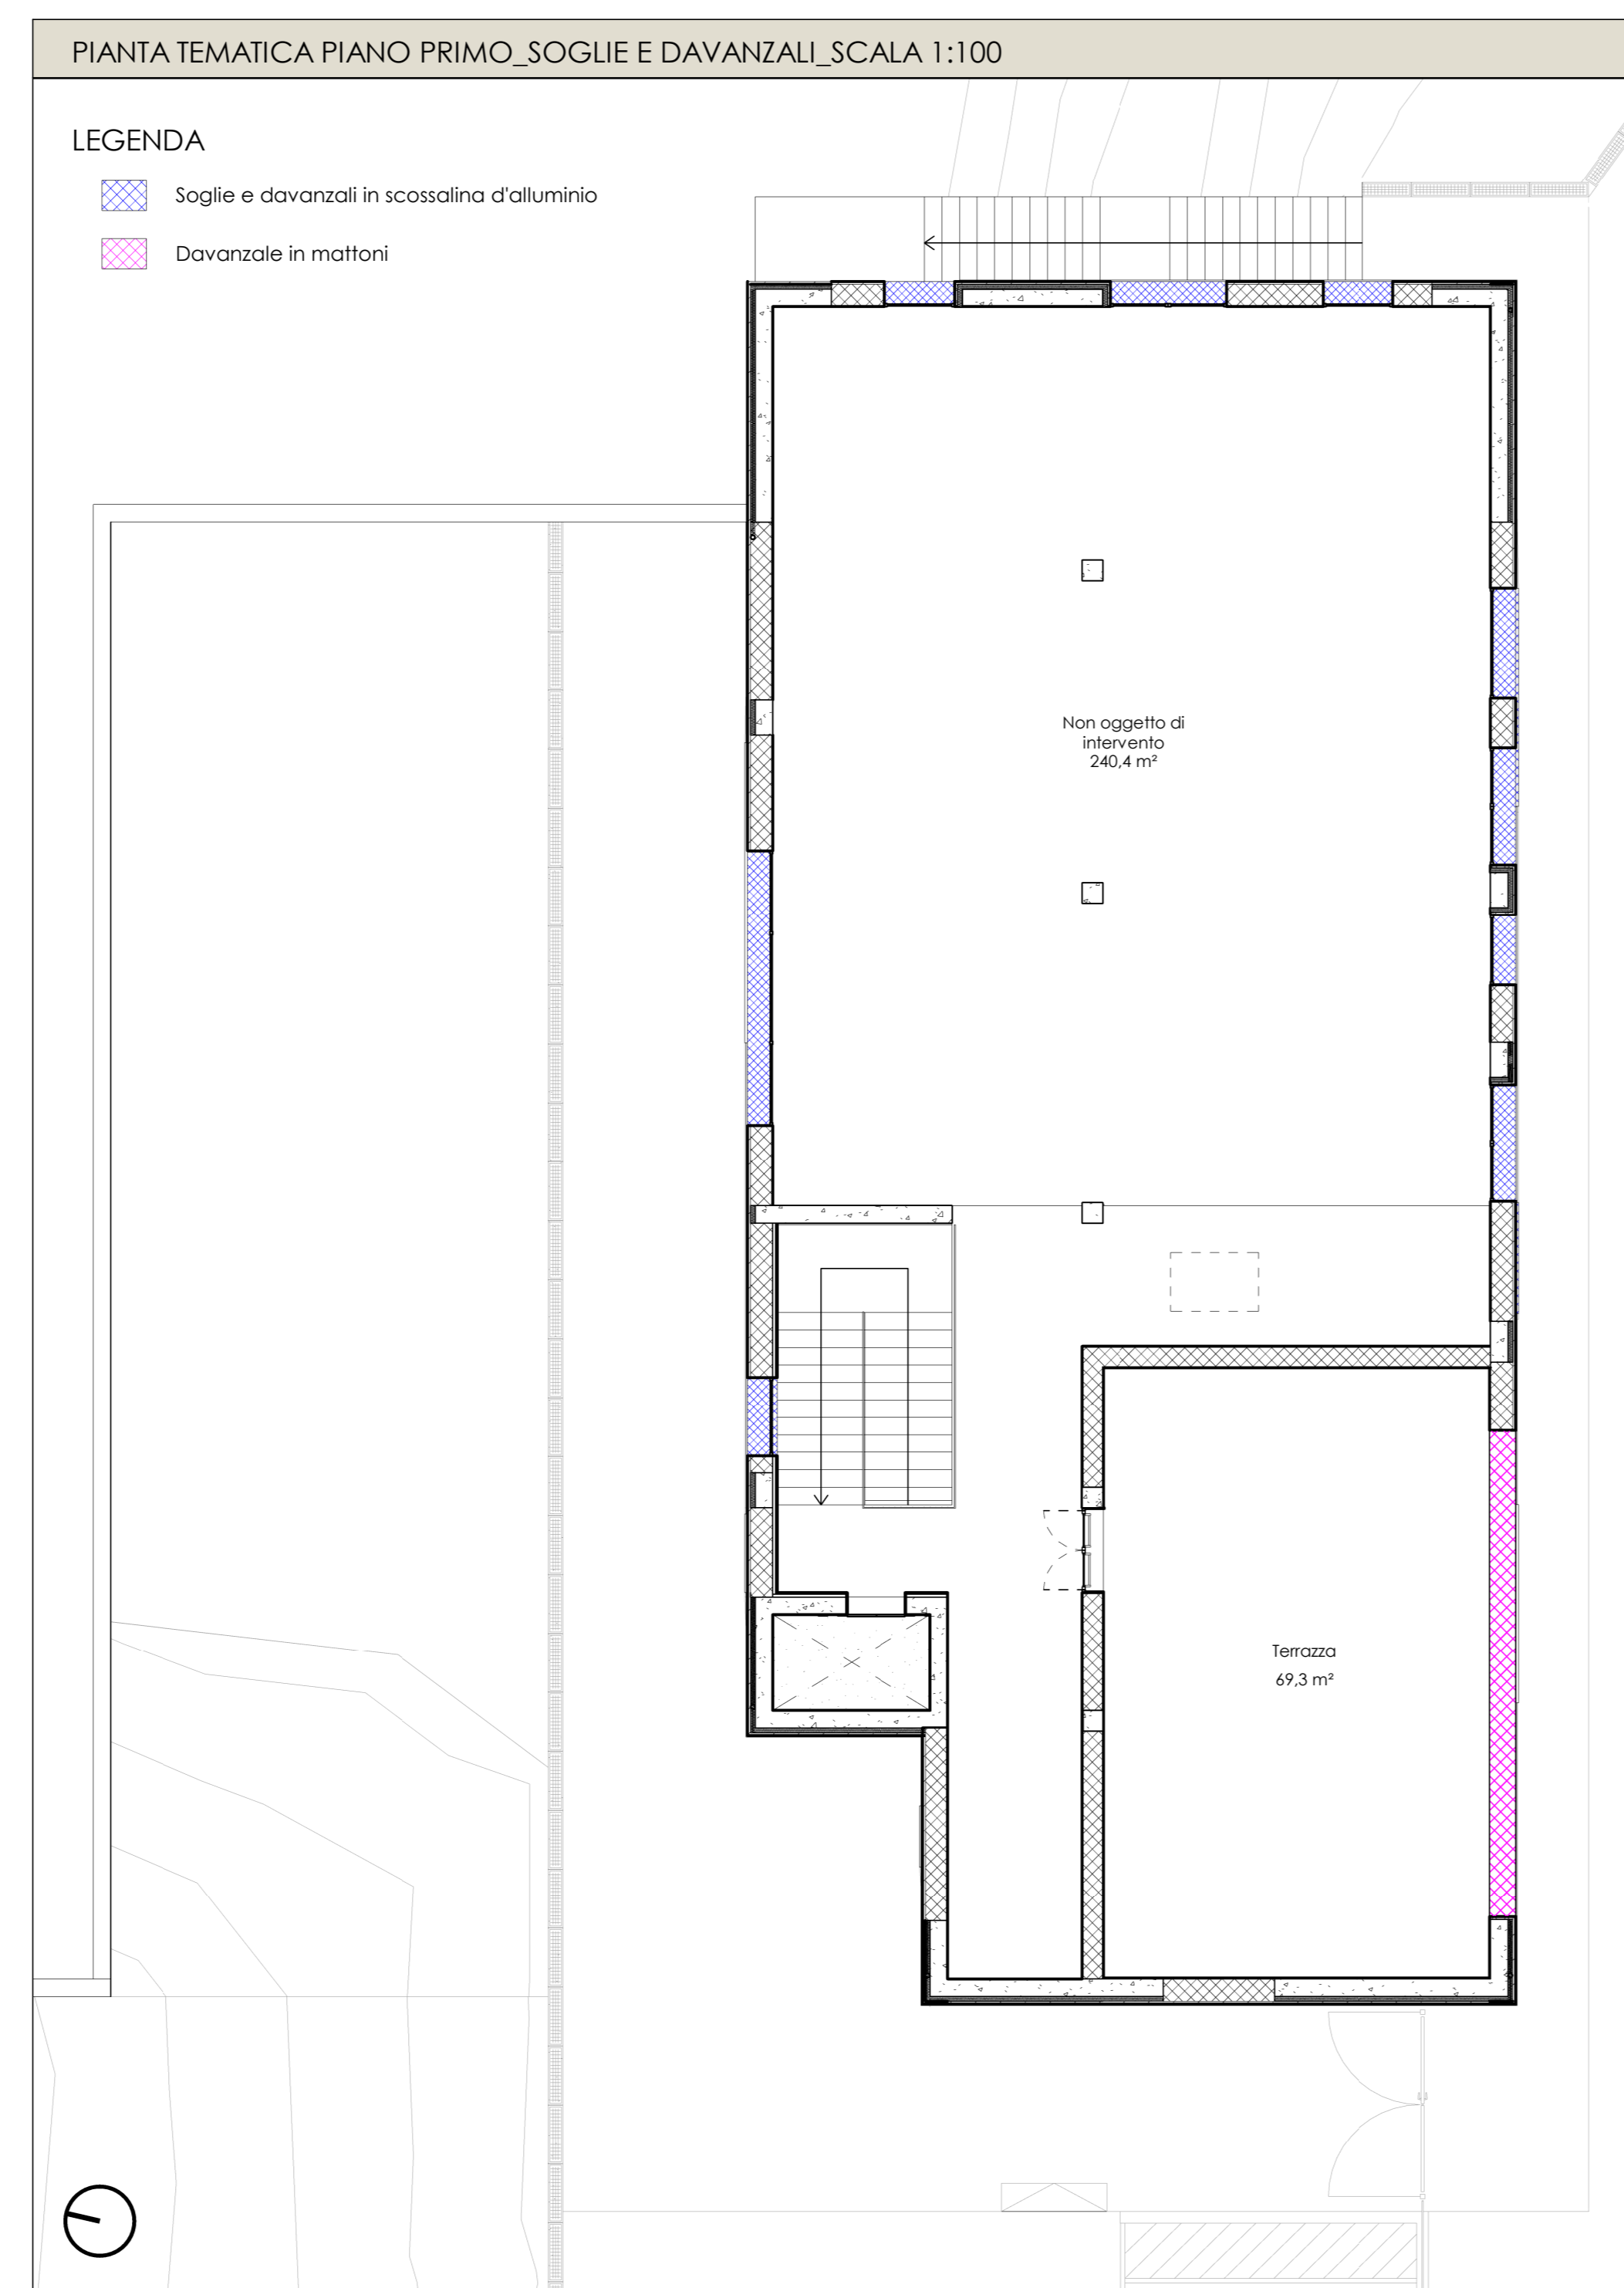 PIANTA TEMATICA PIANO PRIMO_SOGLIE E DAVANZALI_SCALA 1:100
LEGENDA
Soglie e davanzali in scossalina d'alluminio
Davanzale in mattoni
Non oggetto di
intervento
240,4 m²
Terrazza
69,3 m²